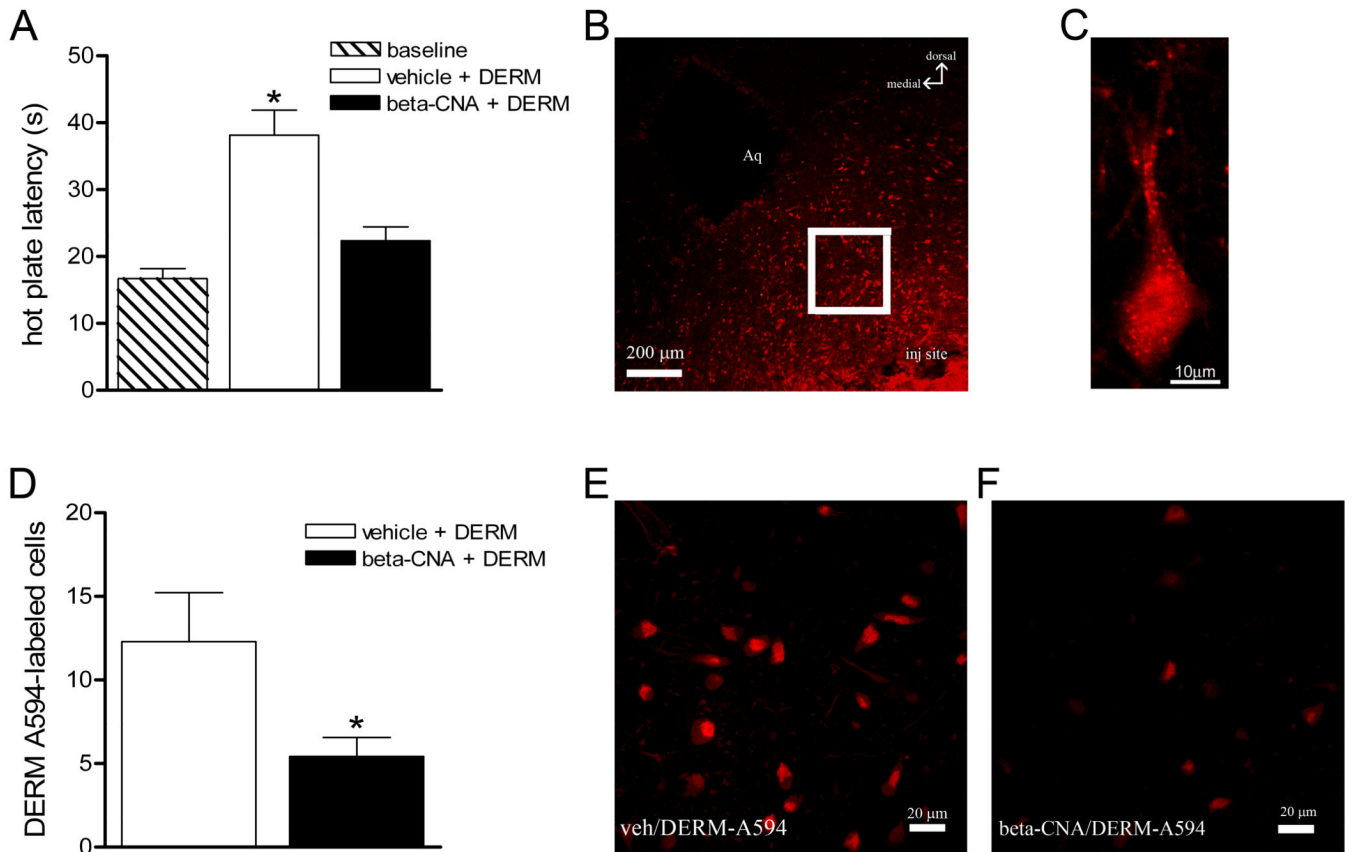 A
baseline
vehicle + DERM
beta-CNA + DERM
hot plate latency (s)
50
40
30
20
10
0
*
B
dorsal
medial
Aq
200 μm
inj site
C
10μm
D
vehicle + DERM
beta-CNA + DERM
DERM A594-labeled cells
20
15
10
5
0
*
E
veh/DERM-A594
20 μm
F
beta-CNA/DERM-A594
20 μm